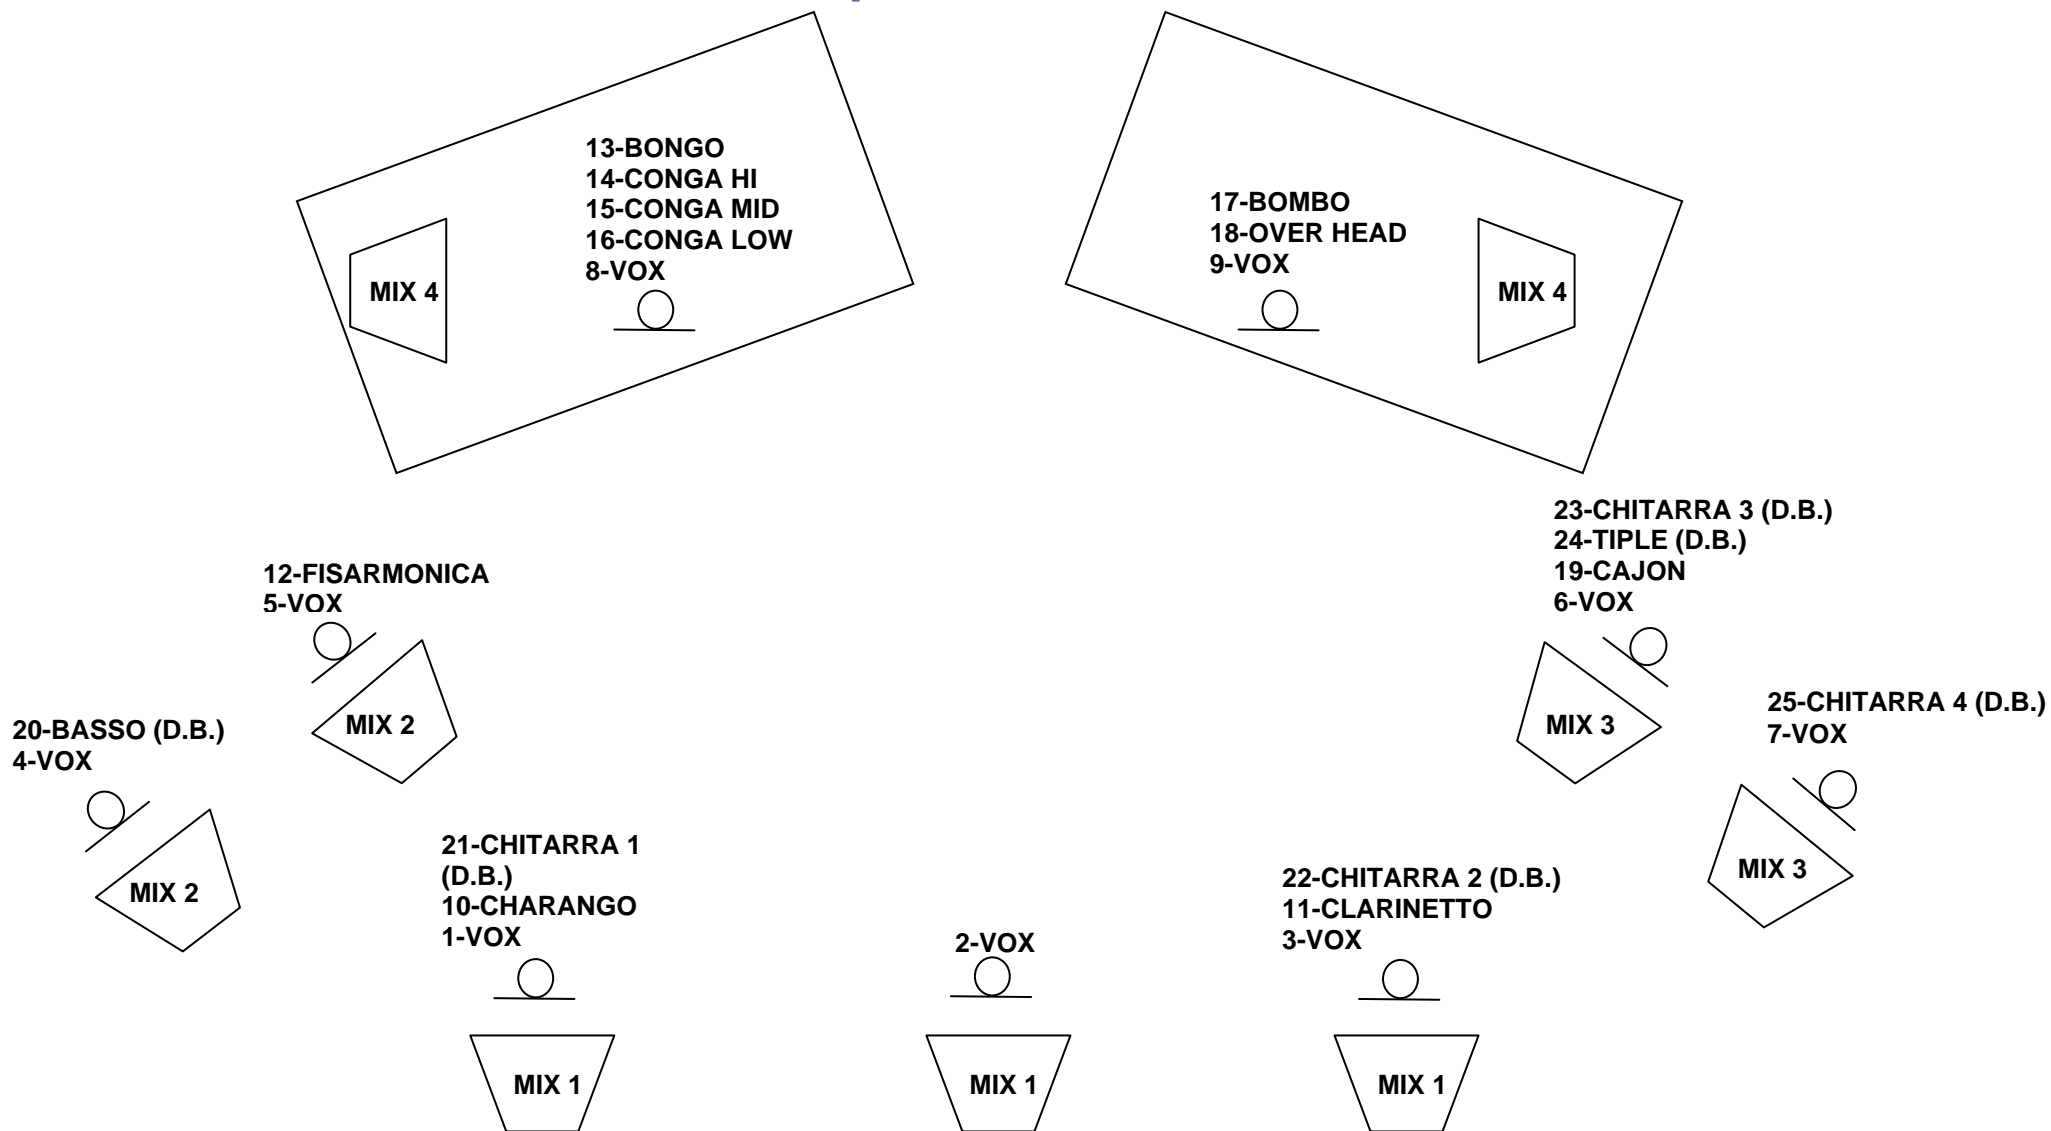 13-BONGO
14-CONGA HI
15-CONGA MID
16-CONGA LOW
8-VOX
MIX 4
17-BOMBO
18-OVER HEAD
9-VOX
MIX 4
12-FISARMONICA
5-VOX
MIX 2
23-CHITARRA 3 (D.B.)
24-TIPLE (D.B.)
19-CAJON
6-VOX
MIX 3
20-BASSO (D.B.)
4-VOX
MIX 2
25-CHITARRA 4 (D.B.)
7-VOX
MIX 3
21-CHITARRA 1
(D.B.)
10-CHARANGO
1-VOX
MIX 1
2-VOX
MIX 1
22-CHITARRA 2 (D.B.)
11-CLARINETTO
3-VOX
MIX 1